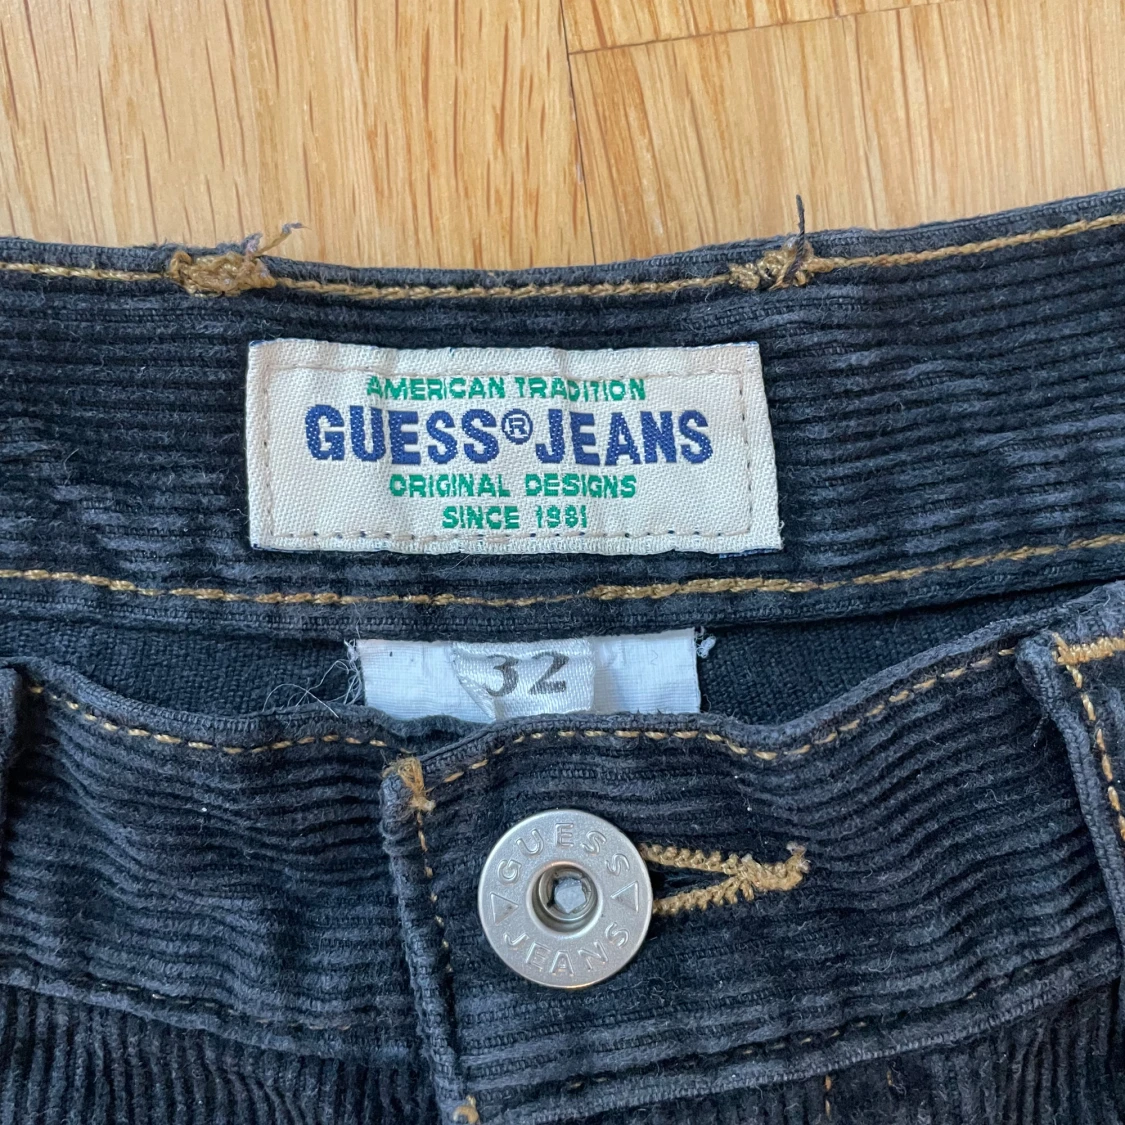 AMERICAN TRADITION
GUESS® JEANS
ORIGINAL DESIGNS
SINCE 1981
32
GUESS
JEANS